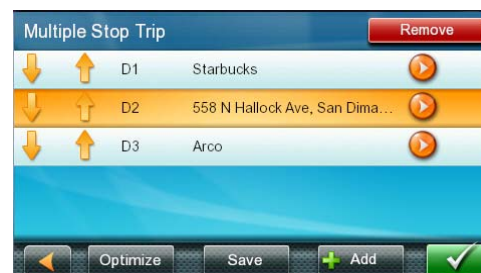 Multiple Stop Trip Remove
D1 Starbucks
D2 558 N Hallock Ave, San Dima...
D3 Arco
Optimize Save Add